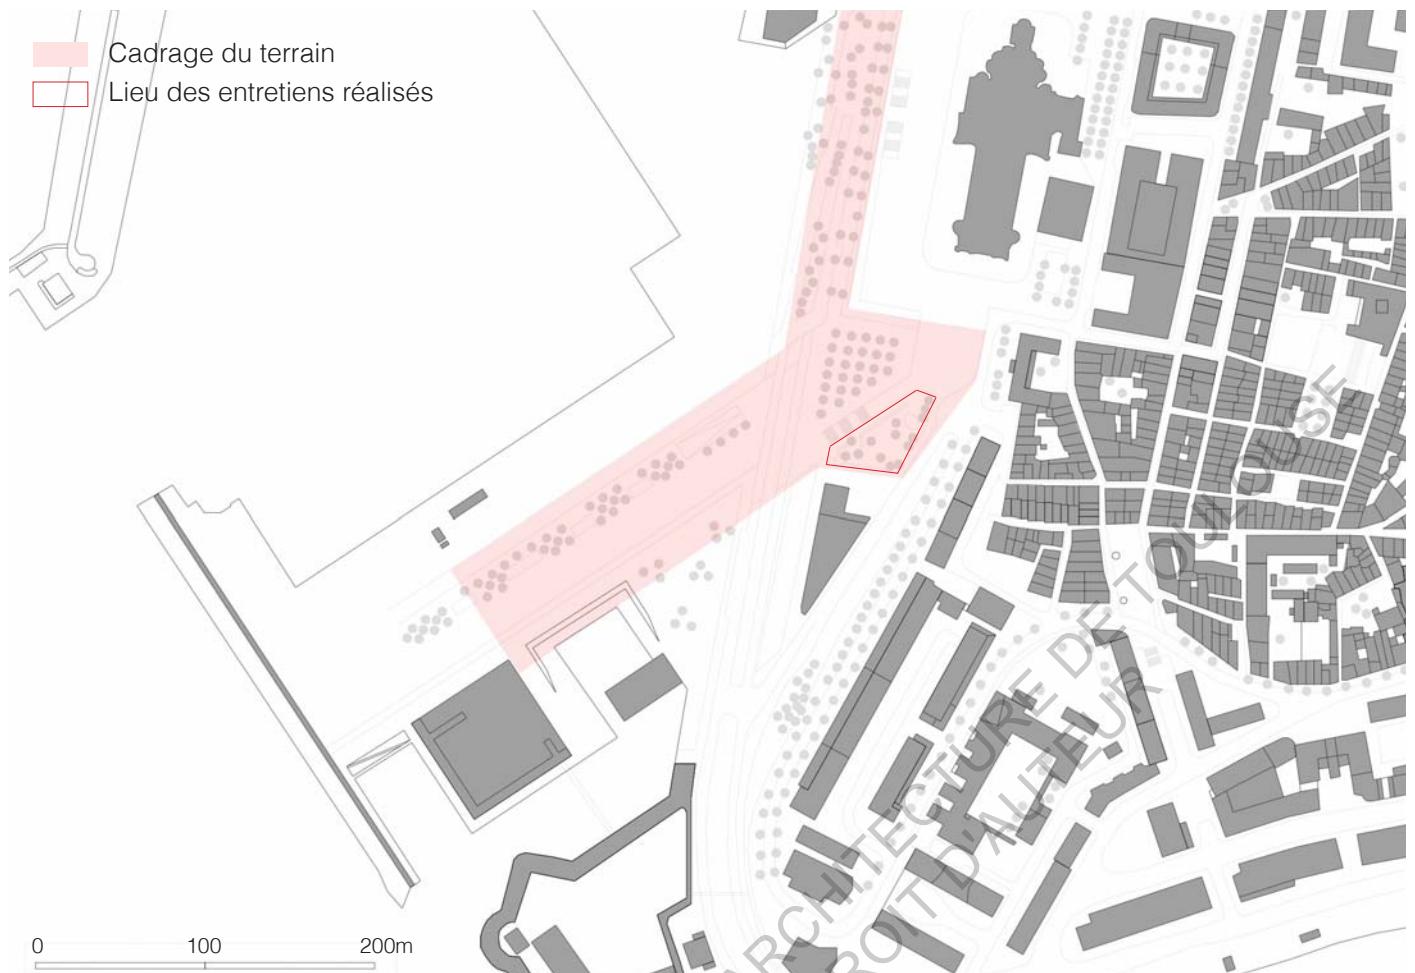 Cadrage du terrain
Lieu des entretiens réalisés
ARCHITECTURE DE TOULOUSE
DROIT D'AUTEUR
0 100 200m